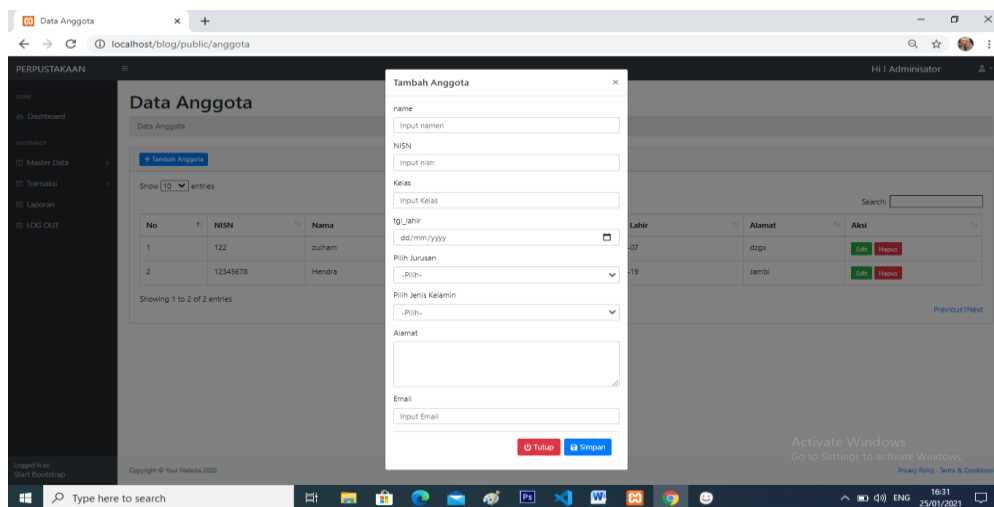 Data Anggota
localhost/blog/public/anggota
PERPUSTAKAAN
Hi ! Adminisator
Dashboard
Master Data
Transaksi
Laporan
LOG OUT
Data Anggota
Data Anggota
+ Tambah Anggota
Show 10 entries
Search:
No NISN Nama Lahir Alamat Aksi
1 122 zulham -07 dzgx Edit Hapus
2 12345678 Hendra -19 Jambi Edit Hapus
Showing 1 to 2 of 2 entries
Previous1Next
Tambah Anggota ×
name
Input namen
NISN
Input nisn
Kelas
Input Kelas
tgl_lahir
dd/mm/yyyy
Pilih Jurusan
-Pilih-
Pilih Jenis Kelamin
-Pilih-
Alamat
Email
Input Email
Tutup Simpan
Activate Windows
Go to Settings to activate Windows.
Logged in as:
Start Bootstrap
Copyright © Your Website 2020
Privacy Policy · Terms & Conditions
Type here to search
Ps
W
ENG
16:31
25/01/2021